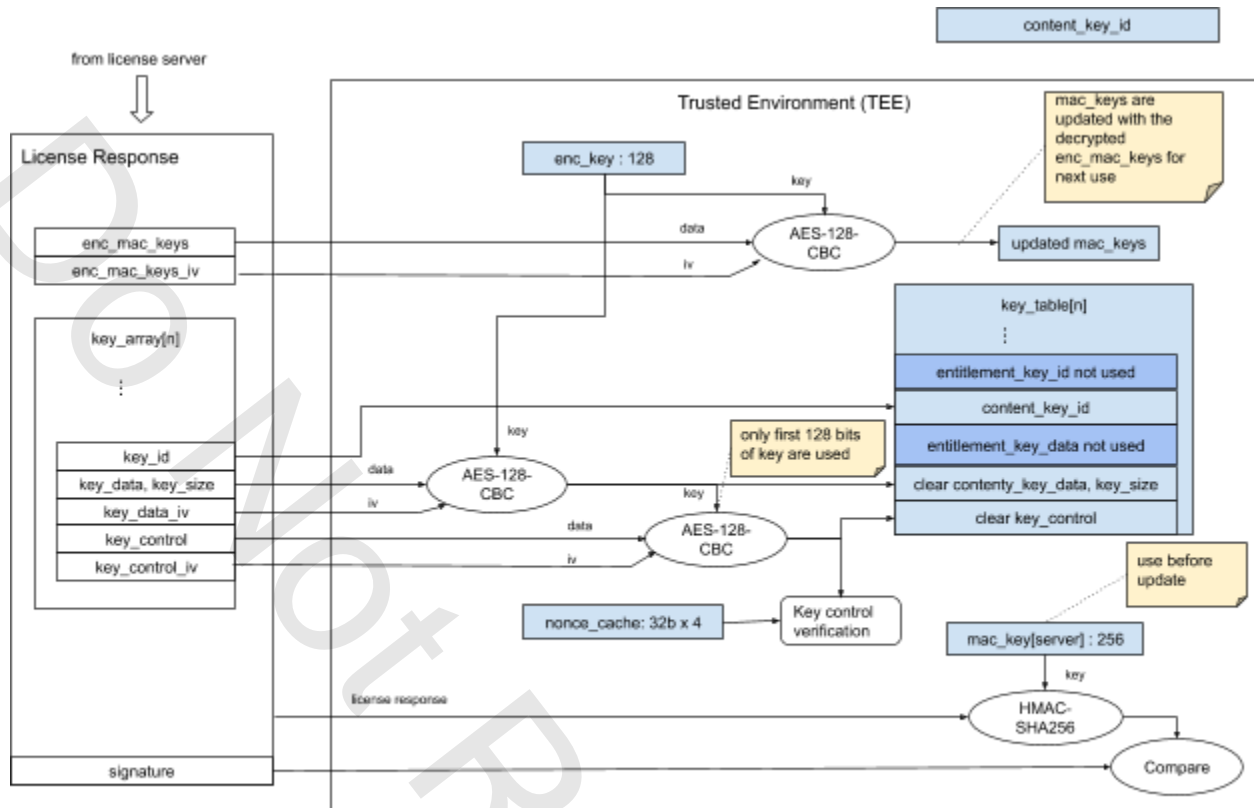 content_key_id
from license server
Trusted Environment (TEE)
mac_keys are
updated with the
decrypted
enc_mac_keys for
next use
License Response
enc_key : 128
key
enc_mac_keys
data
AES-128-
CBC
updated mac_keys
enc_mac_keys_iv
iv
key_table[n]
key_array[n]
⋮
⋮
entitlement_key_id not used
content_key_id
only first 128 bits
of key are used
key
entitlement_key_data not used
key_id
data
AES-128-
CBC
key_data, key_size
key
clear contenty_key_data, key_size
iv
key_data_iv
clear key_control
data
AES-128-
CBC
key_control
iv
key_control_iv
use before
update
nonce_cache: 32b x 4
Key control
verification
mac_key[server] : 256
key
license response
HMAC-
SHA256
signature
Compare
Do Not R